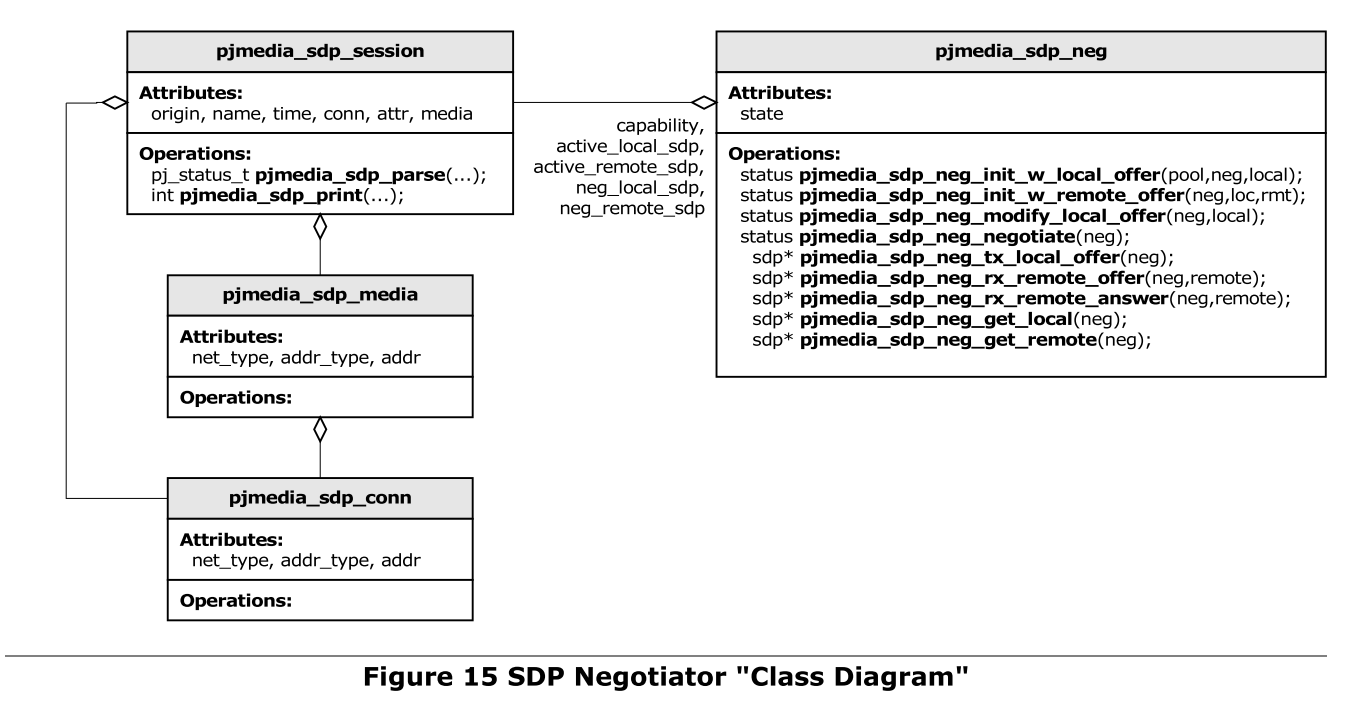 pjmedia_sdp_session
Attributes:
origin, name, time, conn, attr, media
Operations:
pj_status_t pjmedia_sdp_parse(...);
int pjmedia_sdp_print(...);
capability,
active_local_sdp,
active_remote_sdp,
neg_local_sdp,
neg_remote_sdp
pjmedia_sdp_neg
Attributes:
state
Operations:
status pjmedia_sdp_neg_init_w_local_offer(pool,neg,local);
status pjmedia_sdp_neg_init_w_remote_offer(neg,loc,rmt);
status pjmedia_sdp_neg_modify_local_offer(neg,local);
status pjmedia_sdp_neg_negotiate(neg);
sdp* pjmedia_sdp_neg_tx_local_offer(neg);
sdp* pjmedia_sdp_neg_rx_remote_offer(neg,remote);
sdp* pjmedia_sdp_neg_rx_remote_answer(neg,remote);
sdp* pjmedia_sdp_neg_get_local(neg);
sdp* pjmedia_sdp_neg_get_remote(neg);
pjmedia_sdp_media
Attributes:
net_type, addr_type, addr
Operations:
pjmedia_sdp_conn
Attributes:
net_type, addr_type, addr
Operations:
Figure 15 SDP Negotiator "Class Diagram"